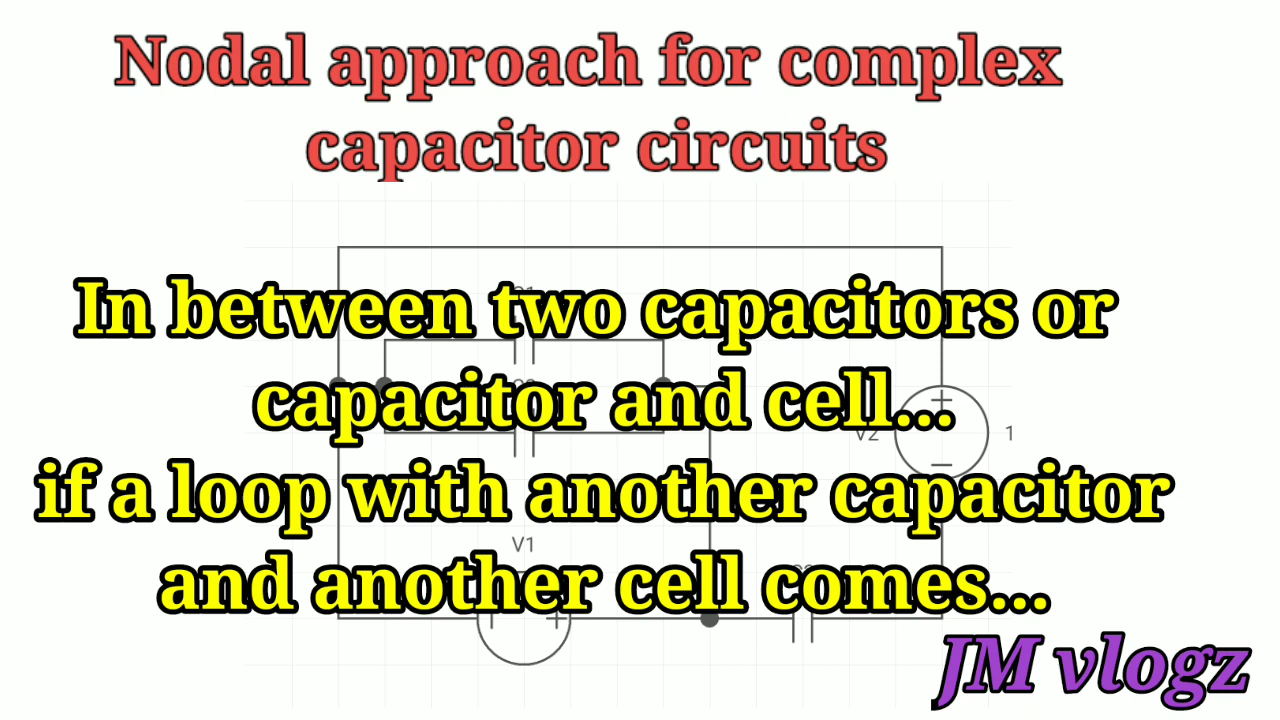 Nodal approach for complex
capacitor circuits
In between two capacitors or
capacitor and cell...
V2
1
if a loop with another capacitor
V1
and another cell comes...
JM vlogz